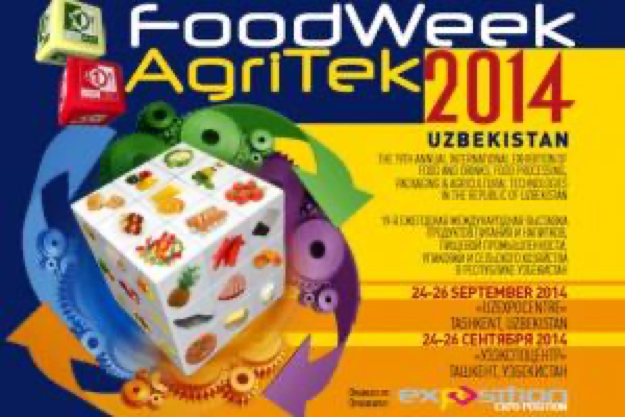 FoodWeek
AgriTek 2014
UZBEKISTAN
THE 19TH ANNUAL INTERNATIONAL EXHIBITION OF
FOOD AND DRINKS, FOOD PROCESSING,
PACKAGING & AGRICULTURAL TECHNOLOGIES
IN THE REPUBLIC OF UZBEKISTAN
19-Я ЕЖЕГОДНАЯ МЕЖДУНАРОДНАЯ ВЫСТАВКА
ПРОДУКТОВ ПИТАНИЯ И НАПИТКОВ,
ПИЩЕВОЙ ПРОМЫШЛЕННОСТИ,
УПАКОВКИ И СЕЛЬСКОГО ХОЗЯЙСТВА
В РЕСПУБЛИКЕ УЗБЕКИСТАН
24-26 SEPTEMBER 2014
«UZEXPOCENTRE»
TASHKENT, UZBEKISTAN
24-26 СЕНТЯБРЯ 2014
«УЗЭКСПОЦЕНТР»
ТАШКЕНТ, УЗБЕКИСТАН
exposition